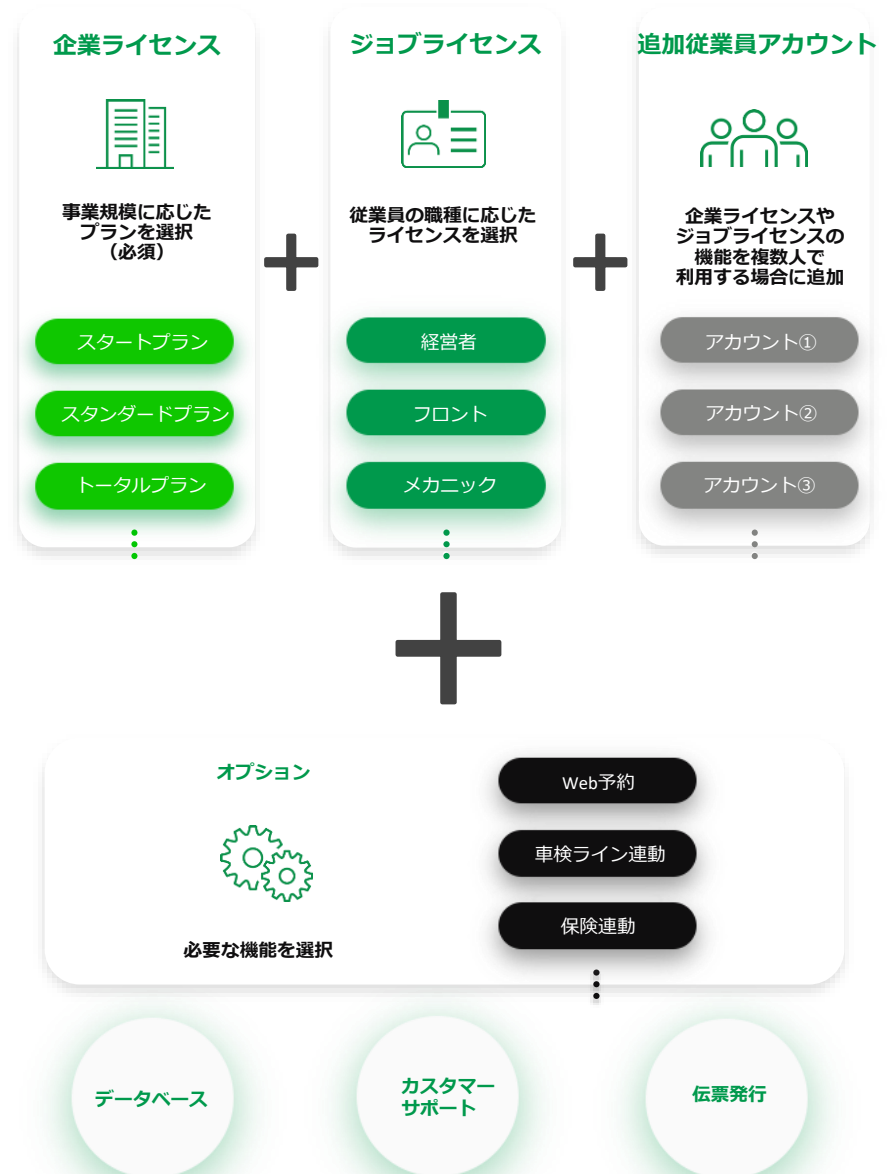 企業ライセンス
事業規模に応じた
プランを選択
（必須）
スタートプラン
スタンダードプラン
トータルプラン
ジョブライセンス
従業員の職種に応じた
ライセンスを選択
経営者
フロント
メカニック
追加従業員アカウント
企業ライセンスや
ジョブライセンスの
機能を複数人で
利用する場合に追加
アカウント①
アカウント②
アカウント③
オプション
必要な機能を選択
Web予約
車検ライン連動
保険連動
データベース
カスタマー
サポート
伝票発行